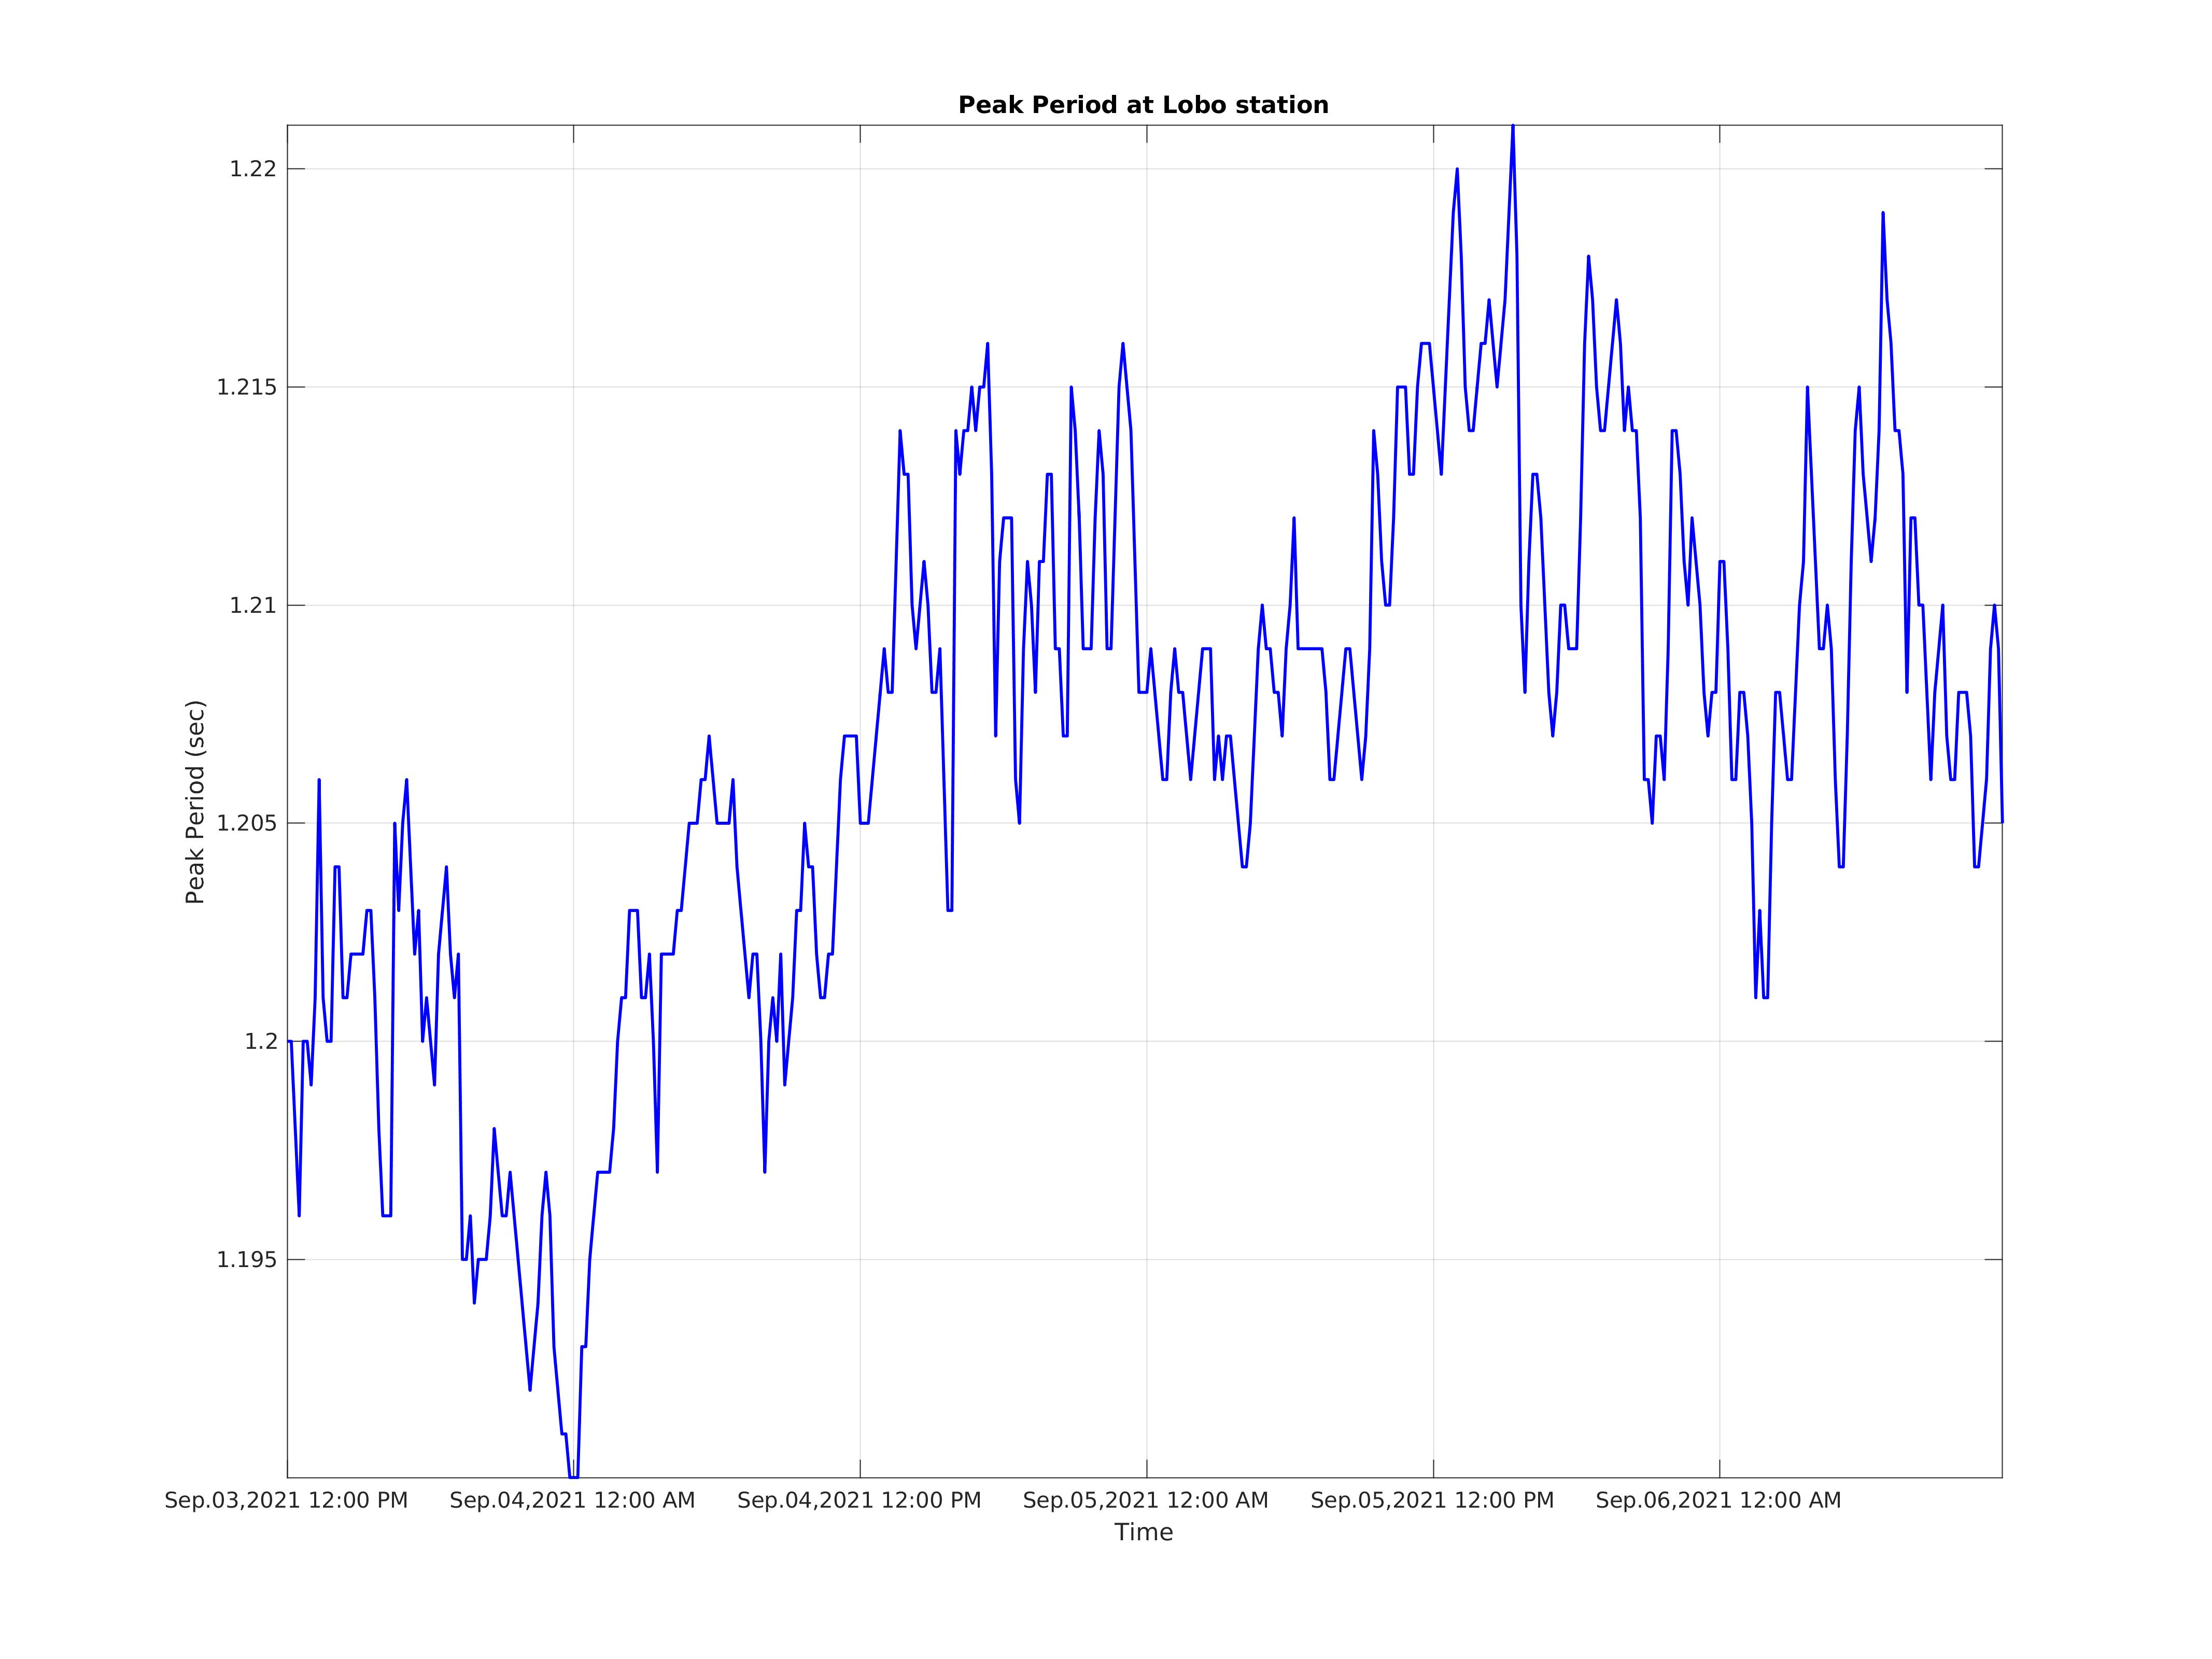 Peak Period at Lobo station
1.22
1.215
1.21
1.205
1.2
1.195
Peak Period (sec)
Sep.03,2021 12:00 PM Sep.04,2021 12:00 AM Sep.04,2021 12:00 PM Sep.05,2021 12:00 AM Sep.05,2021 12:00 PM Sep.06,2021 12:00 AM
Time